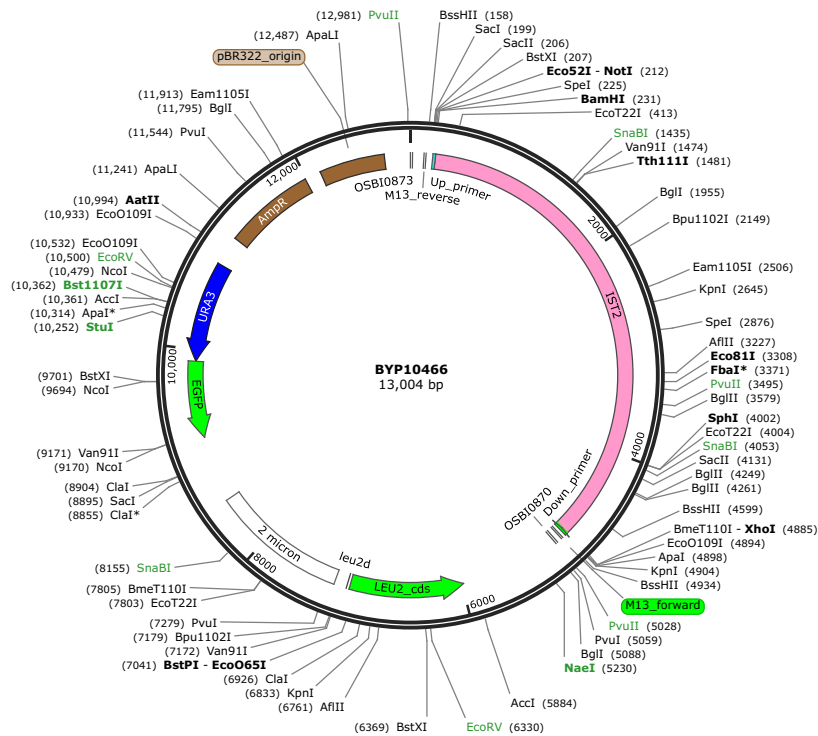 (12,981) PvuII
(12,487) ApaLI
pBR322_origin
(11,913) Eam1105I
(11,795) BglI
(11,544) PvuI
(11,241) ApaLI
(10,994) AatII
(10,933) EcoO109I
(10,532) EcoO109I
(10,500) EcoRV
(10,479) NcoI
(10,362) Bst1107I
(10,361) AccI
(10,314) ApaI*
(10,252) StuI
(9701) BstXI
(9694) NcoI
(9171) Van91I
(9170) NcoI
(8904) ClaI
(8895) SacI
(8855) ClaI*
(8155) SnaBI
(7805) BmeT110I
(7803) EcoT22I
(7279) PvuI
(7179) Bpu1102I
(7172) Van91I
(7041) BstPI - EcoO65I
(6926) ClaI
(6833) KpnI
(6761) AflII
(6369) BstXI
BssHII (158)
SacI (199)
SacII (206)
BstXI (207)
Eco52I - NotI (212)
SpeI (225)
BamHI (231)
EcoT22I (413)
SnaBI (1435)
Van91I (1474)
Tth111I (1481)
BglI (1955)
Bpu1102I (2149)
Eam1105I (2506)
KpnI (2645)
SpeI (2876)
AflII (3227)
Eco81I (3308)
FbaI* (3371)
PvuII (3495)
BglII (3579)
SphI (4002)
EcoT22I (4004)
SnaBI (4053)
SacII (4131)
BglII (4249)
BglII (4261)
BssHII (4599)
BmeT110I - XhoI (4885)
EcoO109I (4894)
ApaI (4898)
KpnI (4904)
BssHII (4934)
M13_forward
PvuII (5028)
PvuI (5059)
BglI (5088)
NaeI (5230)
AccI (5884)
EcoRV (6330)
OSBI0873
M13_reverse
Up_primer
IST2
Down_primer
OSBI0870
LEU2_cds
leu2d
2 micron
EGFP
URA3
AmpR
2000
4000
6000
8000
10,000
12,000
BYP10466
13,004 bp